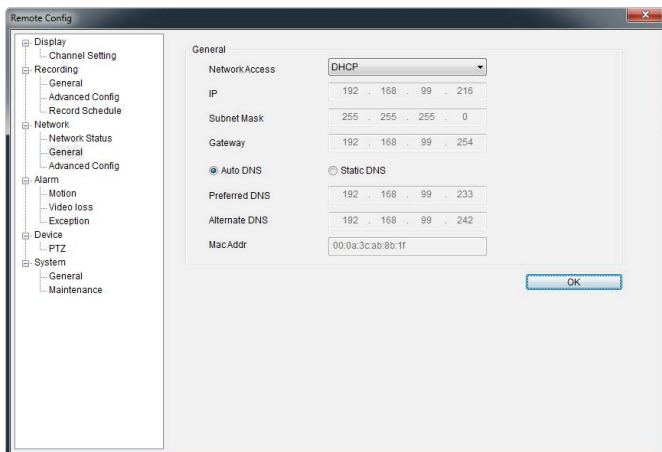 Remote Config
Display
Channel Setting
Recording
General
Advanced Config
Record Schedule
Network
Network Status
General
Advanced Config
Alarm
Motion
Video loss
Exception
Device
PTZ
System
General
Maintenance
General
Network Access DHCP
IP 192 . 168 . 99 . 216
Subnet Mask 255 . 255 . 255 . 0
Gateway 192 . 168 . 99 . 254
Auto DNS Static DNS
Preferred DNS 192 . 168 . 99 . 233
Alternate DNS 192 . 168 . 99 . 242
Mac Addr 00:0a:3c:ab:8b:1f
OK